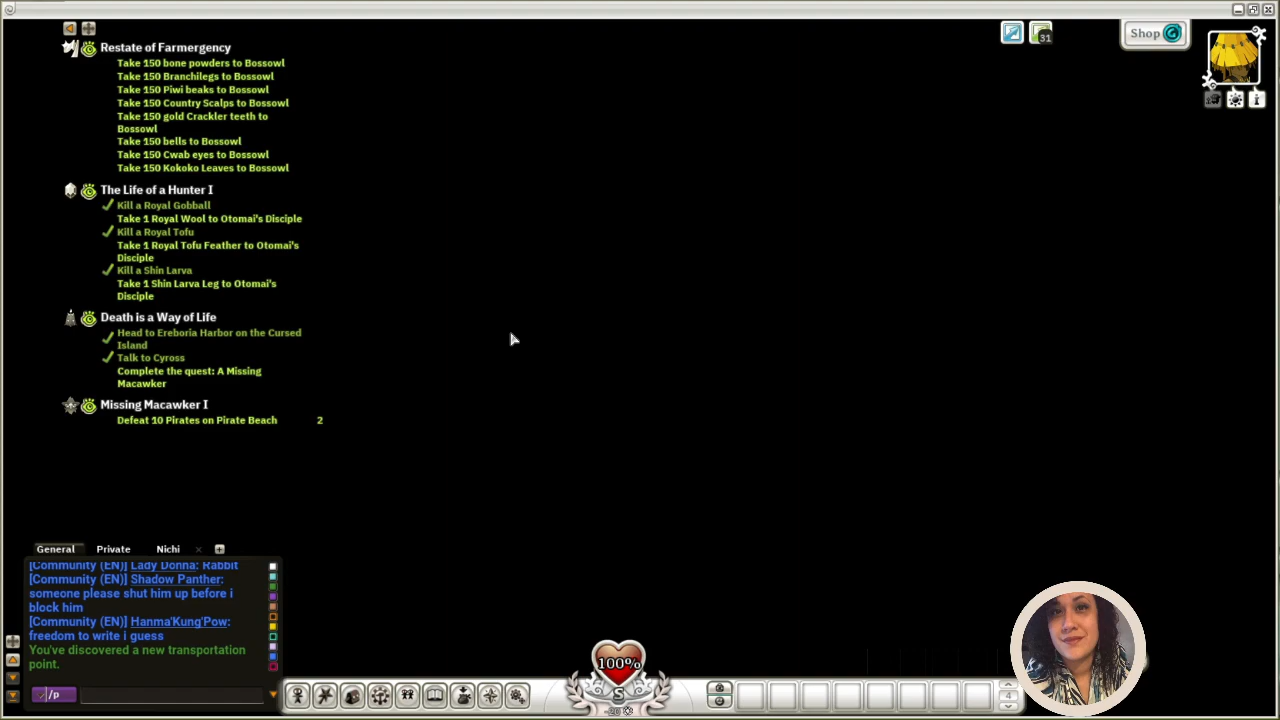 Shop
31
Restate of Farmergency
Take 150 bone powders to Bossowl
Take 150 Branchilegs to Bossowl
Take 150 Piwi beaks to Bossowl
Take 150 Country Scalps to Bossowl
Take 150 gold Crackler teeth to
Bossowl
Take 150 bells to Bossowl
Take 150 Cwab eyes to Bossowl
Take 150 Kokoko Leaves to Bossowl
The Life of a Hunter I
Kill a Royal Gobball
Take 1 Royal Wool to Otomai's Disciple
Kill a Royal Tofu
Take 1 Royal Tofu Feather to Otomai's
Disciple
Kill a Shin Larva
Take 1 Shin Larva Leg to Otomai's
Disciple
Death is a Way of Life
Head to Ereboria Harbor on the Cursed
Island
Talk to Cyross
Complete the quest: A Missing
Macawker
Missing Macawker I
Defeat 10 Pirates on Pirate Beach 2
General Private Nichi
[Community (EN)] Lady Donna: Rabbit
[Community (EN)] Shadow Panther:
someone please shut him up before i
block him
[Community (EN)] Hanma'Kung'Pow:
freedom to write i guess
You've discovered a new transportation
point.
/p
100%
4